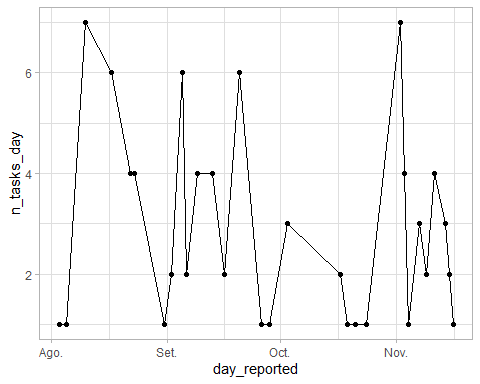 6
4
2
n_tasks_day
Ago.
Set.
Oct.
Nov.
day_reported